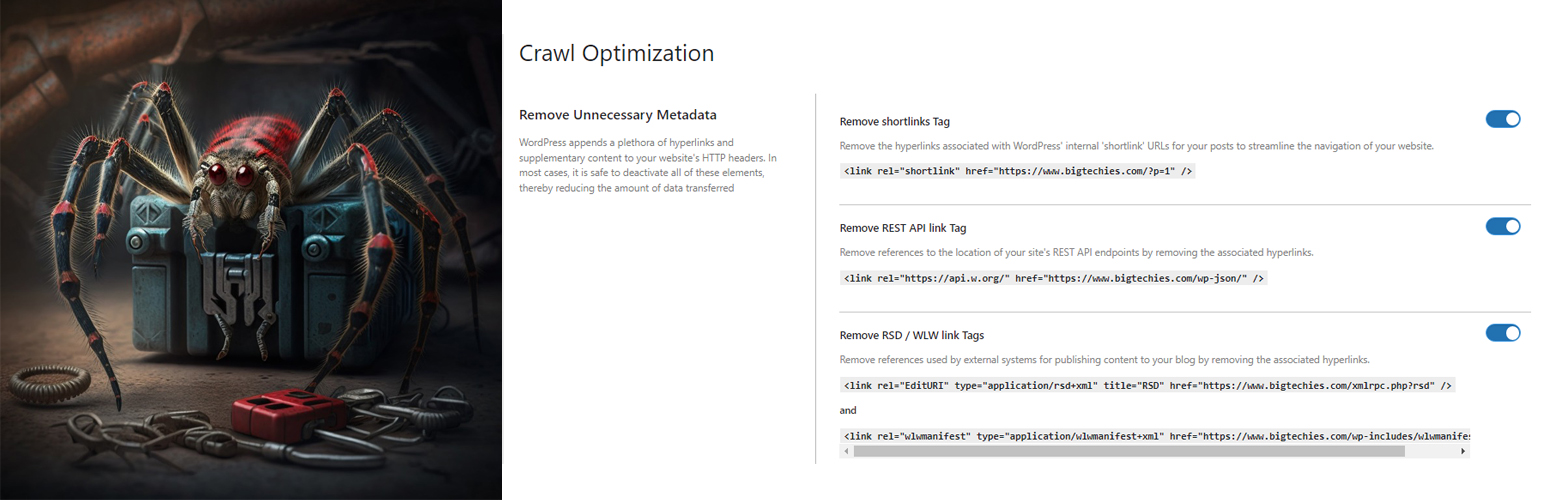 Crawl Optimization
Remove Unnecessary Metadata
WordPress appends a plethora of hyperlinks and
supplementary content to your website's HTTP headers. In
most cases, it is safe to deactivate all of these elements,
thereby reducing the amount of data transferred
Remove shortlinks Tag
Remove the hyperlinks associated with WordPress' internal 'shortlink' URLs for your posts to streamline the navigation of your website.
<link rel="shortlink" href="https://www.bigtechies.com/?p=1" />
Remove REST API link Tag
Remove references to the location of your site's REST API endpoints by removing the associated hyperlinks.
<link rel="https://api.w.org/" href="https://www.bigtechies.com/wp-json/" />
Remove RSD / WLW link Tags
Remove references used by external systems for publishing content to your blog by removing the associated hyperlinks.
<link rel="EditURI" type="application/rsd+xml" title="RSD" href="https://www.bigtechies.com/xmlrpc.php?rsd" />
and
<link rel="wlwmanifest" type="application/wlwmanifest+xml" href="https://www.bigtechies.com/wp-includes/wlwmanifes